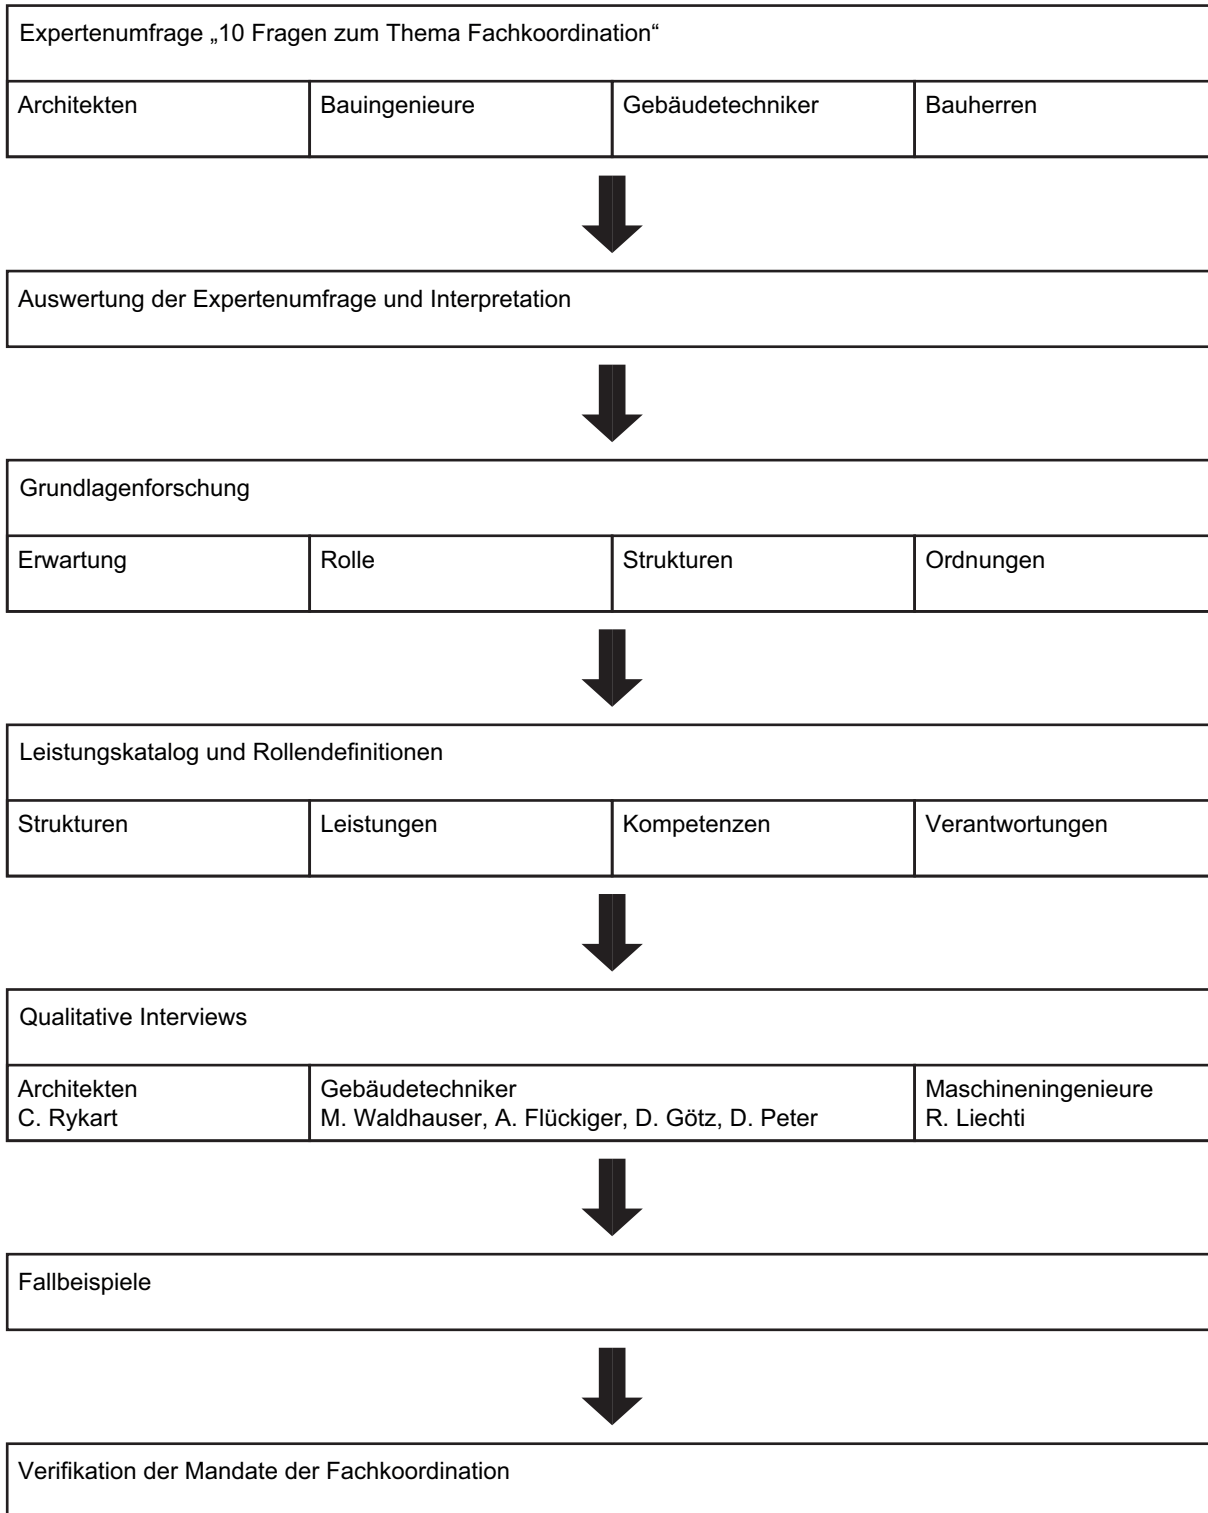 Expertenumfrage „10 Fragen zum Thema Fachkoordination“
Architekten
Bauingenieure
Gebäudetechniker
Bauherren
Auswertung der Expertenumfrage und Interpretation
Grundlagenforschung
Erwartung
Rolle
Strukturen
Ordnungen
Leistungskatalog und Rollendefinitionen
Strukturen
Leistungen
Kompetenzen
Verantwortungen
Qualitative Interviews
Architekten
C. Rykart
Gebäudetechniker
M. Waldhauser, A. Flückiger, D. Götz, D. Peter
Maschineningenieure
R. Liechti
Fallbeispiele
Verifikation der Mandate der Fachkoordination